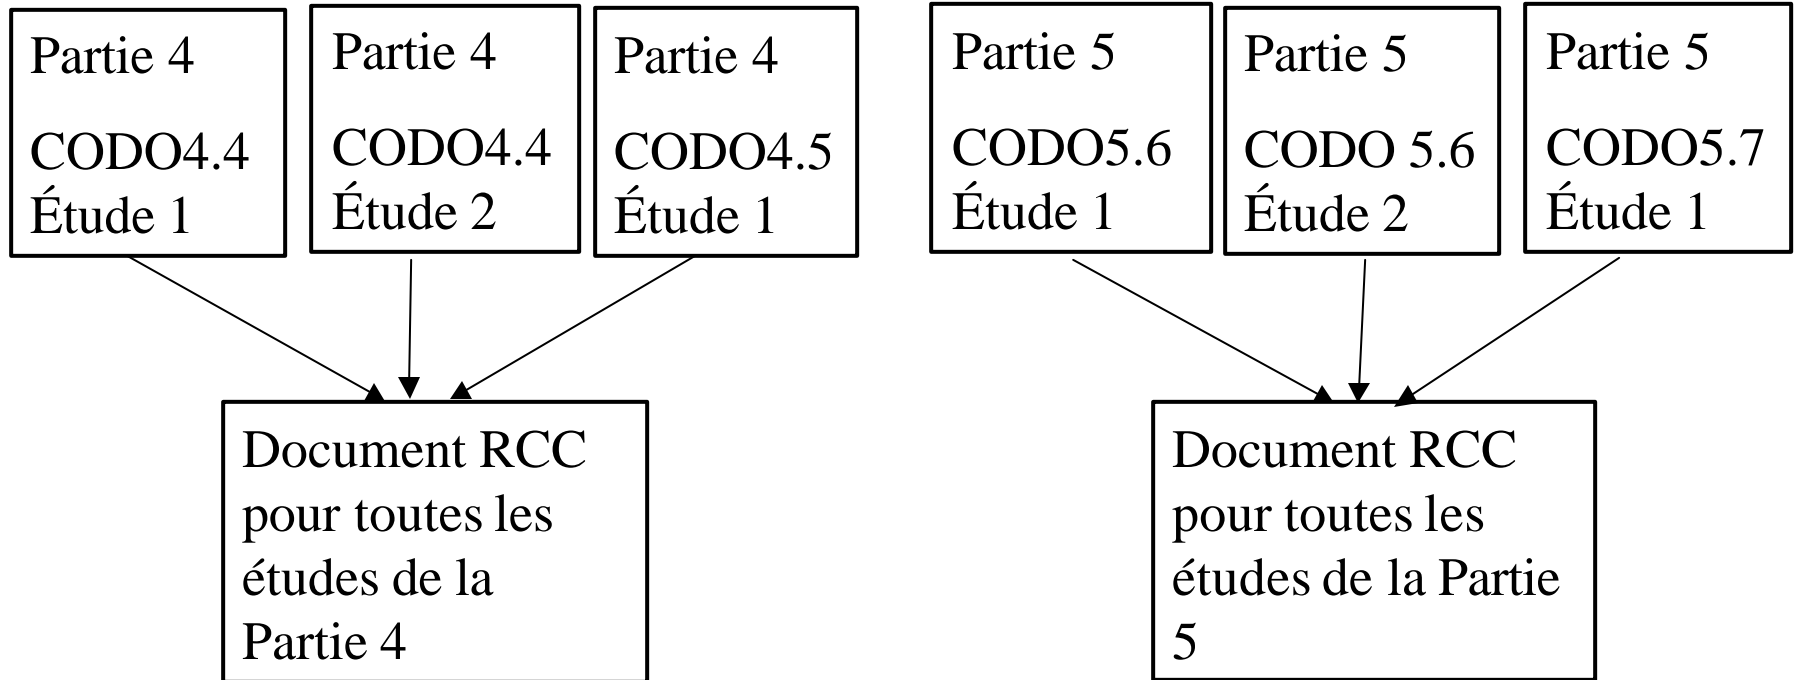 Partie 4
CODO4.4
Étude 1
Partie 4
CODO4.4
Étude 2
Partie 4
CODO4.5
Étude 1
Partie 5
CODO5.6
Étude 1
Partie 5
CODO 5.6
Étude 2
Partie 5
CODO5.7
Étude 1
Document RCC
pour toutes les
études de la
Partie 4
Document RCC
pour toutes les
études de la Partie
5